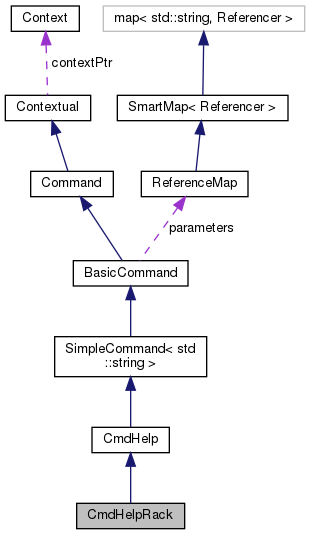 Context
map< std::string, Referencer >
contextPtr
Contextual
SmartMap< Referencer >
Command
ReferenceMap
parameters
BasicCommand
SimpleCommand< std
::string >
CmdHelp
CmdHelpRack